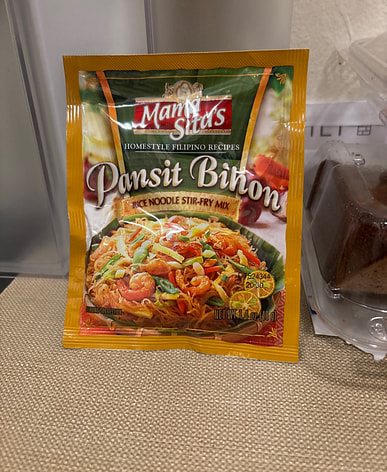 Mama
Sita's
HOMESTYLE FILIPINO RECIPES
Pansit Bihon
RICE NOODLE STIR-FRY MIX